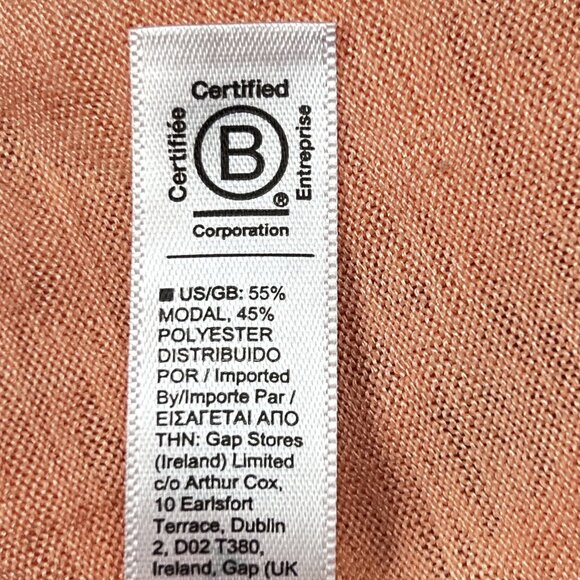 Certified
Certifiée
B
Entreprise
®
Corporation
US/GB: 55%
MODAL, 45%
POLYESTER
DISTRIBUIDO
POR / Imported
By/Importe Par /
ΕΙΣΑΓΕΤΑΙ ΑΠΟ
ΤΗΝ: Gap Stores
(Ireland) Limited
c/o Arthur Cox,
10 Earlsfort
Terrace, Dublin
2, D02 T380,
Ireland, Gap (UK